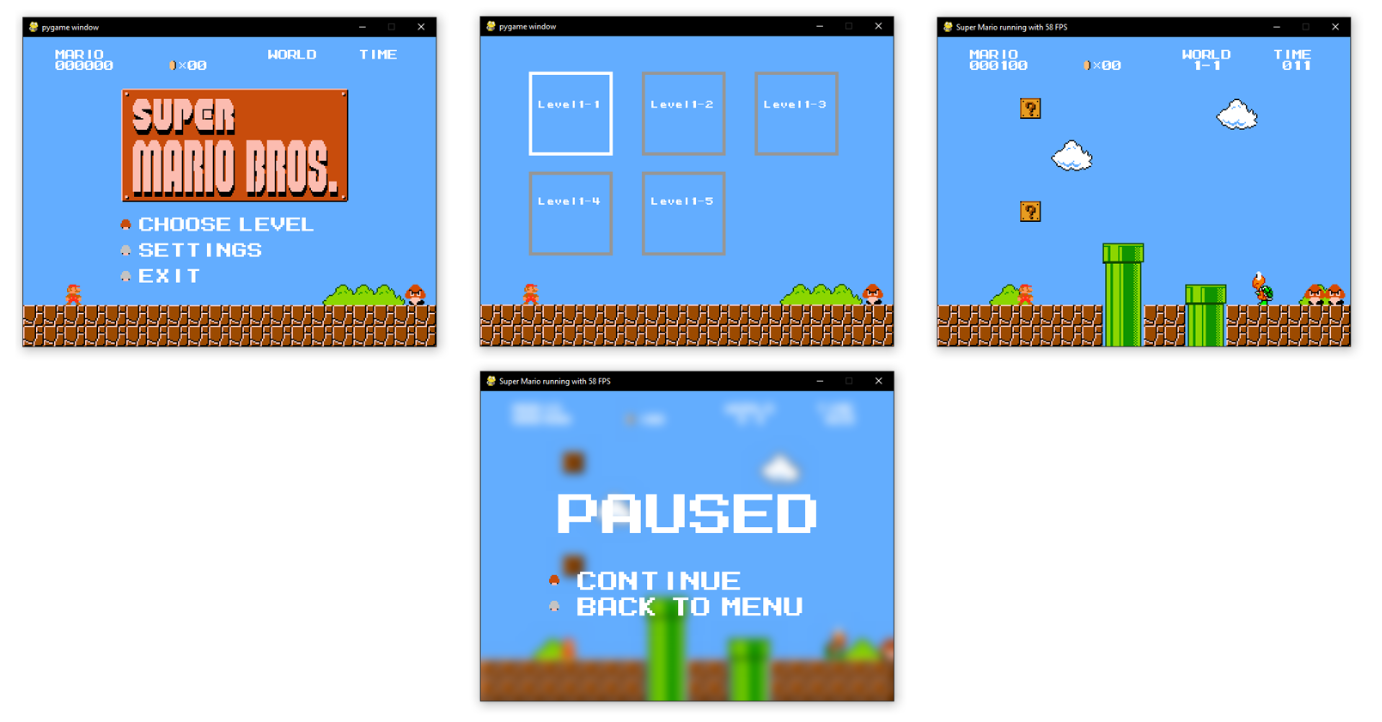 pygame window
MARIO WORLD TIME
000000 ×00
SUPER
MARIO BROS.
CHOOSE LEVEL
SETTINGS
EXIT
pygame window
Level1-1 Level1-2 Level1-3
Level1-4 Level1-5
Super Mario running with 58 FPS
MARIO WORLD TIME
000100 ×00 1-1 011
?
?
Super Mario running with 58 FPS
PAUSED
CONTINUE
BACK TO MENU